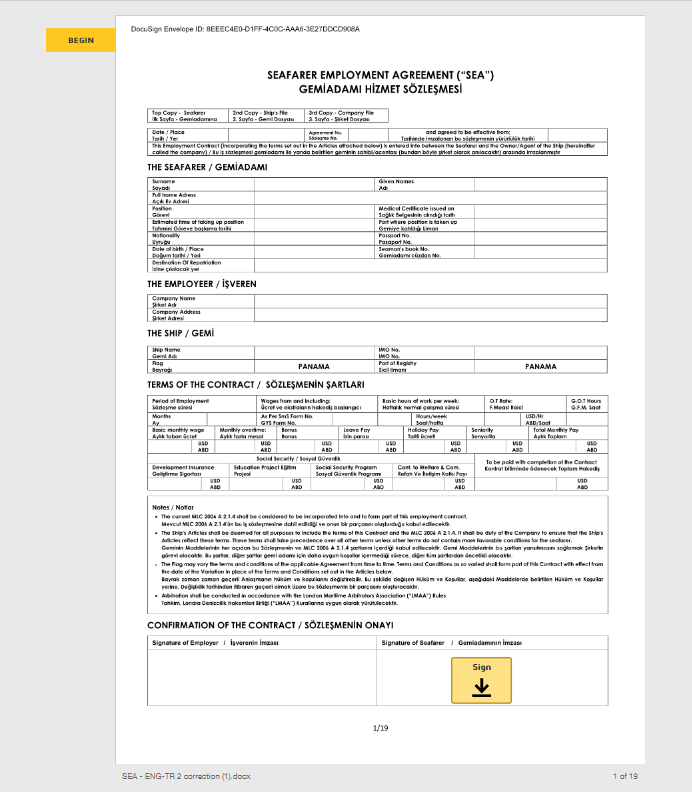 BEGIN
DocuSign Envelope ID: 8EEEC4E0-D1FF-4C0C-AAA6-3E27DDCD908A
SEAFARER EMPLOYMENT AGREEMENT (“SEA”)
GEMİADAMI HİZMET SÖZLEŞMESİ
Top Copy - Seafarer 2nd Copy - Ship's File 3rd Copy - Company File
İlk Sayfa - Gemiadamına 2. Sayfa - Gemi Dosyası 3. Sayfa - Şirket Dosyası
Date / Place Agreement No. and agreed to be effective from;
Tarih / Yer Sözleşme No. Tarihinde imzalanan bu sözleşmenin yürürlülük tarihi
This Employment Contract (incorporating the terms set out in the Articles attached below) is entered into between the Seafarer and the Owner/Agent of the Ship (hereinafter
called the company) / Bu iş sözleşmesi gemiadamı ile yanda belirtilen geminin sahibi/acentası (bundan böyle şirket olarak anılacaktır) arasında imzalanmıştır
THE SEAFARER / GEMİADAMI
Surname Given Names
Soyadı Adı
Full home Adress
Açık Ev Adresi
Position Medical Certificate issued on
Görevi Sağlık Belgesinin alındığı tarih
Estimated time of taking up position Port where position is taken up
Tahmini Göreve başlama tarihi Gemiye katıldığı Liman
Nationality Passport No.
Uyruğu Pasaport No.
Date of birth / Place Seaman's book No.
Doğum tarihi / Yeri Gemiadamı cüzdan No.
Destination Of Repatriation
İzine çıkılacak yer
THE EMPLOYEER / İŞVEREN
Company Name
Şirket Adı
Company Address
Şirket Adresi
THE SHIP / GEMİ
Ship Name IMO No.
Gemi Adı IMO No.
Flag PANAMA Port of Registry PANAMA
Bayrağı Sicil limanı
TERMS OF THE CONTRACT / SÖZLEŞMENİN ŞARTLARI
Period of Employment Wages from and including: Basic hours of work per week: O.T Rate: G.O.T Hours
Sözleşme süresi Ücret ve ekstraların hakediş başlangıcı Haftalık normal çalışma süresi F.Mesai Raici G.F.M. Saat
Months As Per SmS Form No. Hours/week USD/Hr
Ay GYS Formu No. Saat/hafta ABD/Saat
Basic monthly wage Monthly overtime: Bonus Leave Pay Holiday Pay Seniority Total Monthly Pay
Aylık taban ücret Aylık fazla mesai Bonus İzin parası Tatil ücreti Senyorite Aylık Toplam
USD USD USD USD USD USD USD
ABD ABD ABD ABD ABD ABD ABD
Social Security / Sosyal Güvenlik To be paid with completion of the Contract
Kontrat bitiminde ödenecek Toplam Hakediş
Development Insurance Education Project Eğitim Social Security Program Cont. to Welfare & Com.
Geliştirme Sigortası Projesi Sosyal Güvenlik Programı Refah Ve İletişim Katkı Payı
USD USD USD USD USD
ABD ABD ABD ABD ABD
Notes / Notlar
• The current MLC 2006 A 2.1.4 shall be considered to be incorporated into and to form part of this employment contract.
Mevcut MLC 2006 A 2.1.4'ün bu iş sözleşmesine dahil edildiği ve onun bir parçasını oluşturduğu kabul edilecektir.
• The Ship's Articles shall be deemed for all purposes to include the terms of this Contract and the MLC 2006 A 2.1.4. It shall be duty of the Company to ensure that the Ship's
Articles reflect these terms. These terms shall take precedence over all other terms unless other terms do not contain more favorable conditions for the seafarer.
Geminin Maddelerinin her açıdan bu Sözleşmenin ve MLC 2006 A 2.1.4 şartlarını içerdiği kabul edilecektir. Gemi Maddelerinin bu şartları yansıtmasını sağlamak Şirketin
görevi olacaktır. Bu şartlar, diğer şartlar gemi adamı için daha uygun koşullar içermediği sürece, diğer tüm şartlardan öncelikli olacaktır.
• The Flag may vary the terms and conditions of the applicable Agreement from time to time. Terms and Conditions as so varied shall form part of this Contract with effect from
the date of the Variation in place of the Terms and Conditions set out in the Articles below.
Bayrak zaman zaman geçerli Anlaşmanın hüküm ve koşullarını değiştirebilir. Bu şekilde değişen Hüküm ve Koşullar, aşağıdaki Maddelerde belirtilen Hüküm ve Koşullar
yerine, Değişiklik tarihinden itibaren geçerli olmak üzere bu Sözleşmenin bir parçasını oluşturacaktır.
• Arbitration shall be conducted in accordance with the London Maritime Arbitrators Association (“LMAA”) Rules
Tahkim, Londra Denizcilik Hakemleri Birliği (“LMAA”) Kurallarına uygun olarak yürütülecektir.
CONFIRMATION OF THE CONTRACT / SÖZLEŞMENİN ONAYI
Signature of Employer / İşverenin İmzası Signature of Seafarer / Gemiadamının İmzası
Sign
1/19
SEA - ENG-TR 2 correction (1).docx 1 of 19